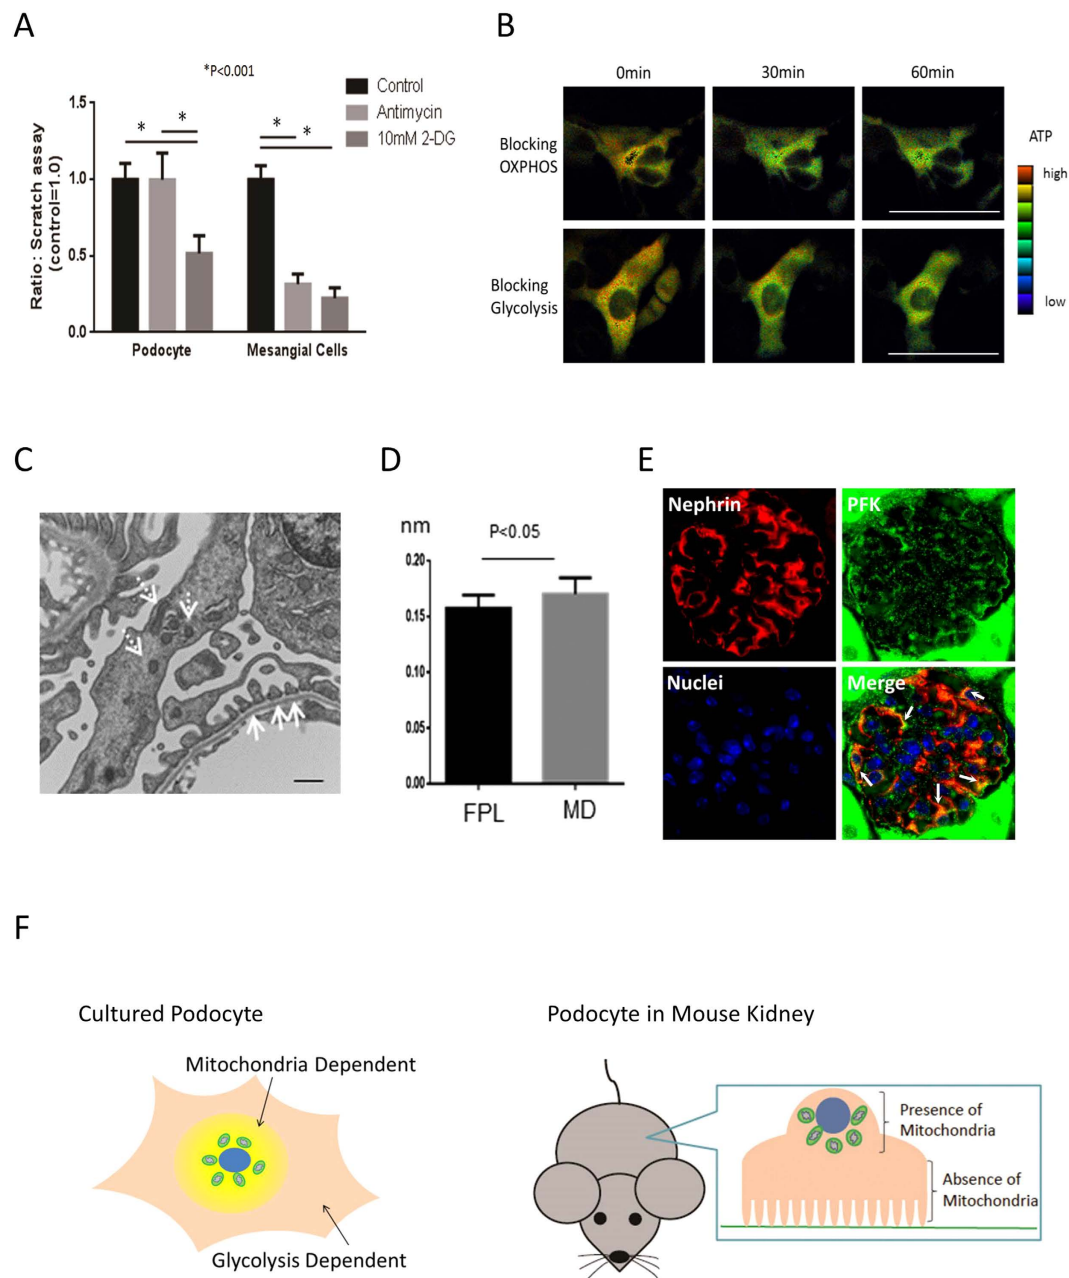 A
*P<0.001
Control
Antimycin
10mM 2-DG
Ratio: Scratch assay
(control=1.0)
1.5
1.0
0.5
0.0
* *
* *
Podocyte
Mesangial Cells
B
0min
30min
60min
Blocking
OXPHOS
Blocking
Glycolysis
ATP
high
low
C
D
nm
P<0.05
0.20
0.15
0.10
0.05
0.00
FPL
MD
E
Nephrin
PFK
Nuclei
Merge
F
Cultured Podocyte
Mitochondria Dependent
Glycolysis Dependent
Podocyte in Mouse Kidney
Presence of
Mitochondria
Absence of
Mitochondria